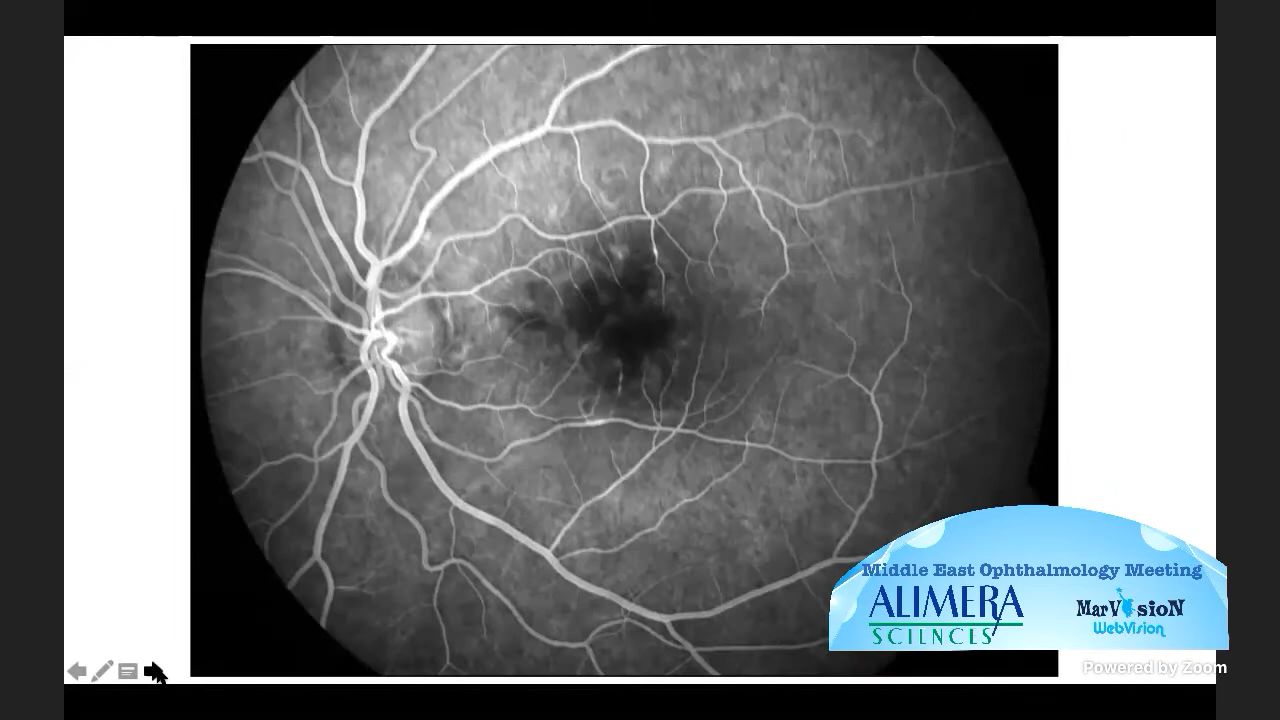 Middle East Ophthalmology Meeting
ALIMERA
SCIENCES
MarVisioN
WebVision
Powered by Zoom